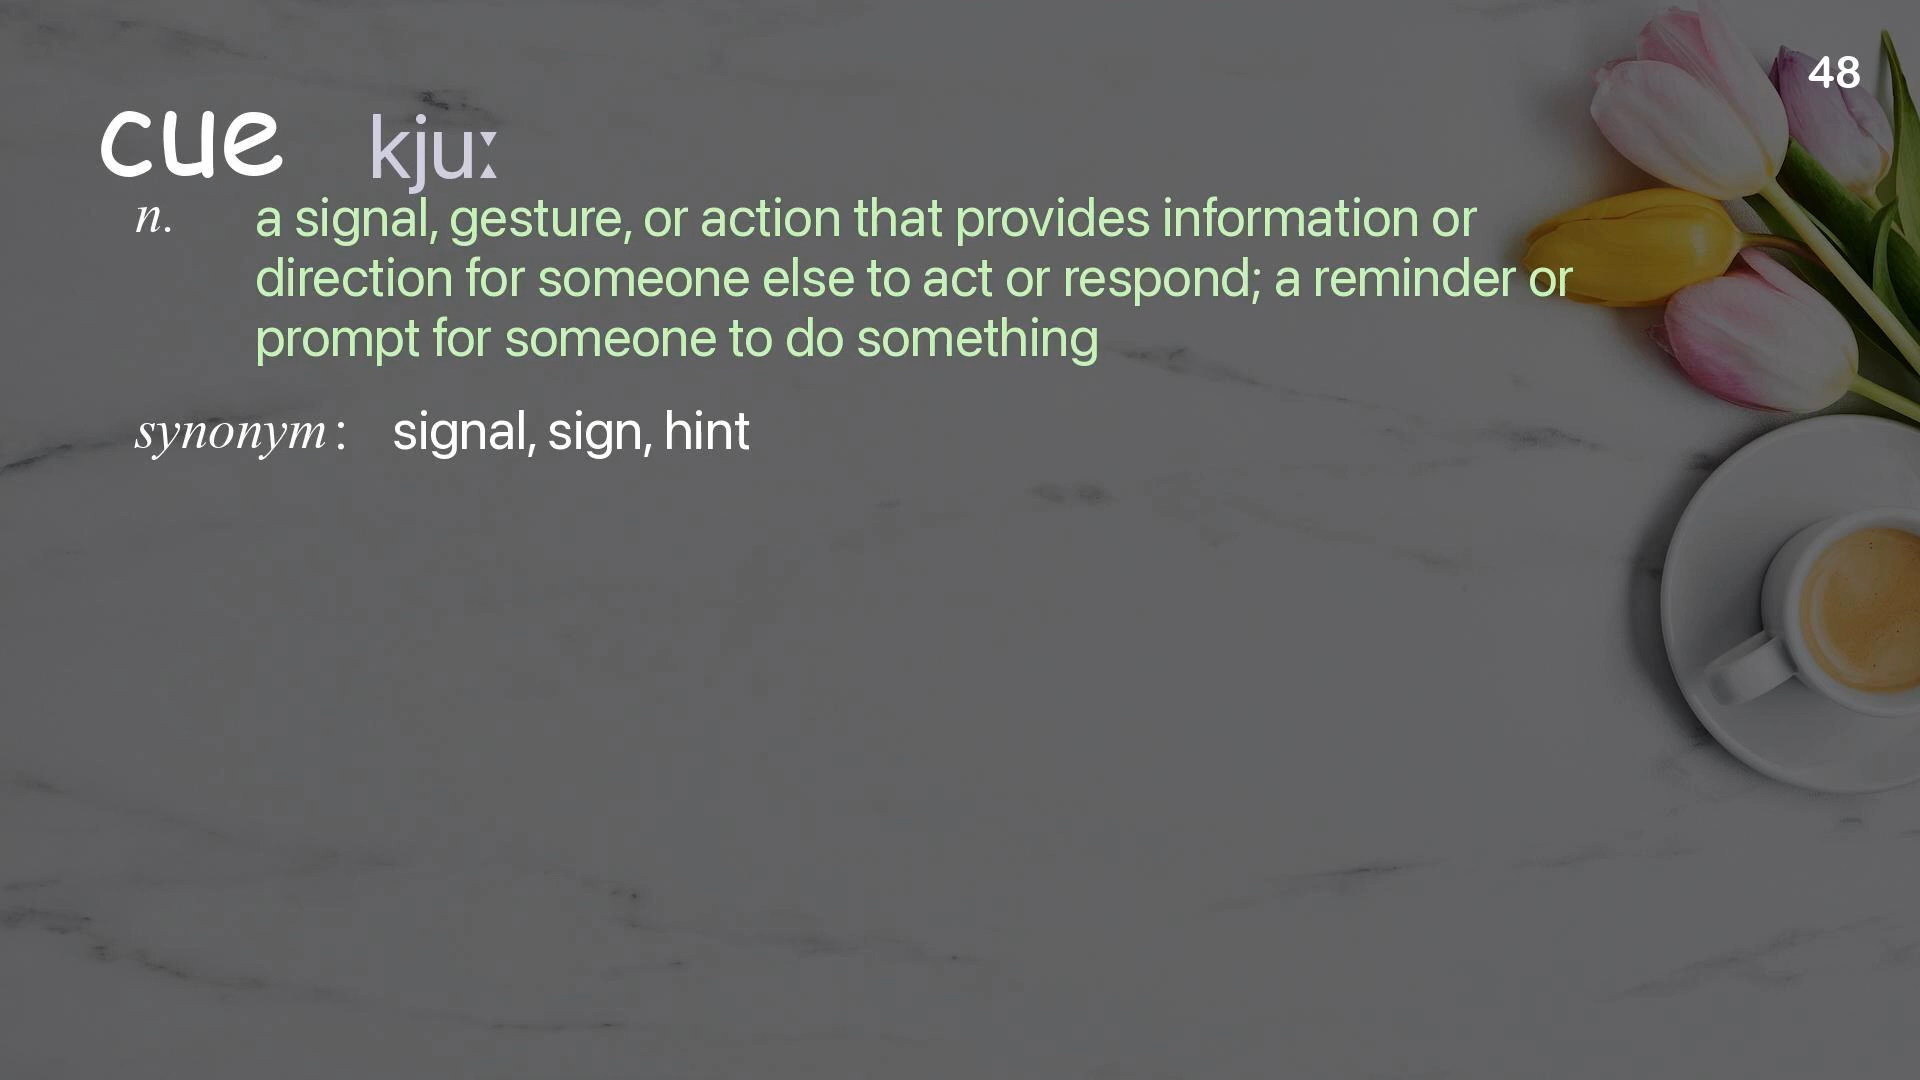 48
cue kjuː
n. a signal, gesture, or action that provides information or
direction for someone else to act or respond; a reminder or
prompt for someone to do something
synonym: signal, sign, hint